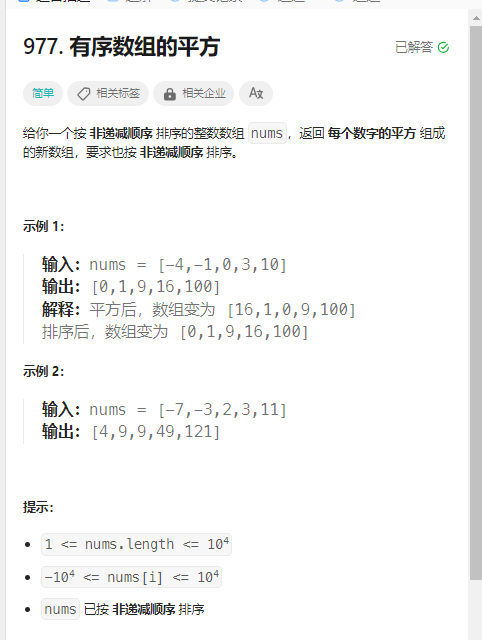 977. 有序数组的平方
已解答
简单 相关标签 相关企业
给你一个按 非递减顺序 排序的整数数组 nums，返回 每个数字的平方 组成
的新数组，要求也按 非递减顺序 排序。
示例 1：
输入：nums = [-4,-1,0,3,10]
输出：[0,1,9,16,100]
解释：平方后，数组变为 [16,1,0,9,100]
排序后，数组变为 [0,1,9,16,100]
示例 2：
输入：nums = [-7,-3,2,3,11]
输出：[4,9,9,49,121]
提示：
1 <= nums.length <= 10⁴
-10⁴ <= nums[i] <= 10⁴
nums 已按 非递减顺序 排序